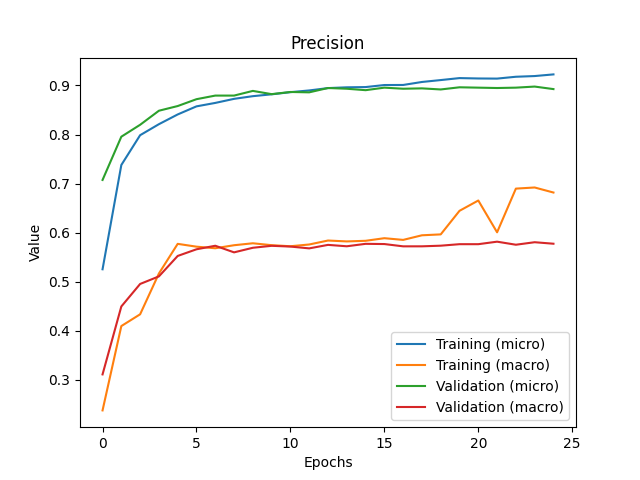 Precision
0.9
0.8
0.7
0.6
0.5
0.4
0.3
Value
0
5
10
15
20
25
Epochs
Training (micro)
Training (macro)
Validation (micro)
Validation (macro)